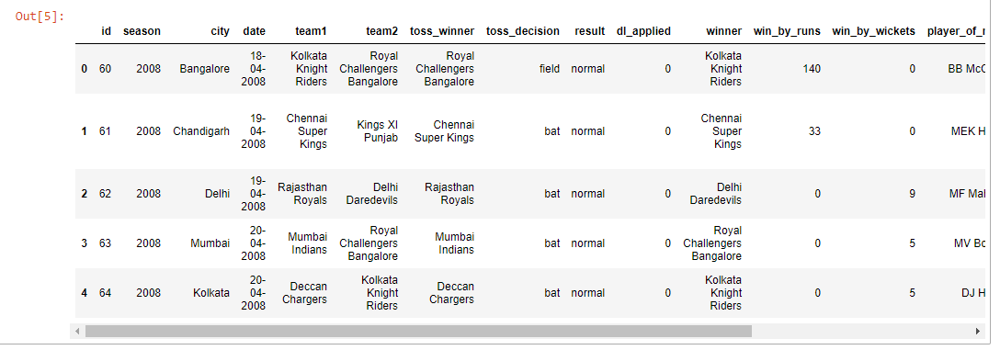 Out[5]:
id season city date team1 team2 toss_winner toss_decision result dl_applied winner win_by_runs win_by_wickets player_of_
0 60 2008 Bangalore 18-04-2008 Kolkata Knight Riders Royal Challengers Bangalore Royal Challengers Bangalore field normal 0 Kolkata Knight Riders 140 0 BB McC
1 61 2008 Chandigarh 19-04-2008 Chennai Super Kings Kings XI Punjab Chennai Super Kings bat normal 0 Chennai Super Kings 33 0 MEK H
2 62 2008 Delhi 19-04-2008 Rajasthan Royals Delhi Daredevils Rajasthan Royals bat normal 0 Delhi Daredevils 0 9 MF Mal
3 63 2008 Mumbai 20-04-2008 Mumbai Indians Royal Challengers Bangalore Mumbai Indians bat normal 0 Royal Challengers Bangalore 0 5 MV Bo
4 64 2008 Kolkata 20-04-2008 Deccan Chargers Kolkata Knight Riders Deccan Chargers bat normal 0 Kolkata Knight Riders 0 5 DJ H